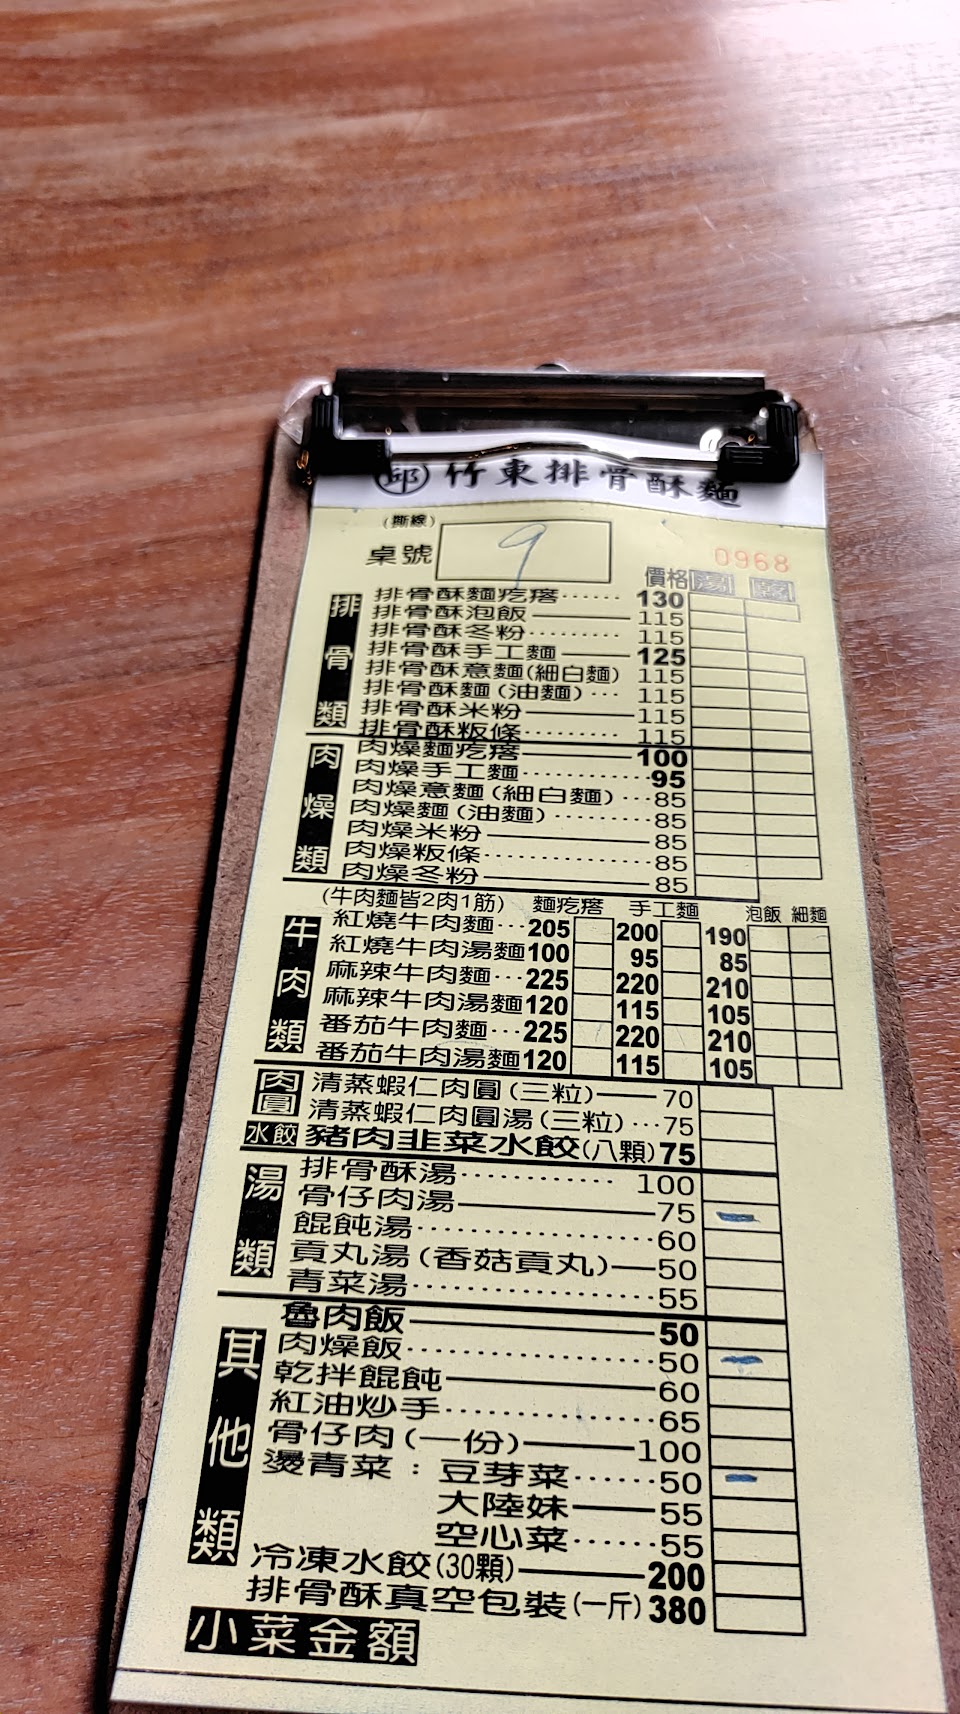 邱 竹東排骨酥麵
(撕線)
桌號 9 0968
價格 湯 乾
排骨類
排骨酥麵疙瘩…… 130
排骨酥泡飯 115
排骨酥冬粉……… 115
排骨酥手工麵 125
排骨酥意麵(細白麵) 115
排骨酥麵(油麵)… 115
排骨酥米粉 115
排骨酥粄條……… 115
肉燥類
肉燥麵疙瘩 100
肉燥手工麵……… 95
肉燥意麵(細白麵)…85
肉燥麵(油麵)…… 85
肉燥米粉 85
肉燥粄條……… 85
肉燥冬粉 85
牛肉類
(牛肉麵皆2肉1筋) 麵疙瘩 手工麵 泡飯 細麵
紅燒牛肉麵…205 200 190
紅燒牛肉湯麵100 95 85
麻辣牛肉麵…225 220 210
麻辣牛肉湯麵120 115 105
番茄牛肉麵…225 220 210
番茄牛肉湯麵120 115 105
肉圓
清蒸蝦仁肉圓(三粒) 70
清蒸蝦仁肉圓湯(三粒)…75
水餃 豬肉韭菜水餃(八顆)75
湯類
排骨酥湯………… 100
骨仔肉湯 75
餛飩湯………… 60
貢丸湯(香菇貢丸) 50
青菜湯………… 55
其他類
魯肉飯 50
肉燥飯………… 50
乾拌餛飩 60
紅油炒手……… 65
骨仔肉(一份) 100
燙青菜:豆芽菜……50
大陸妹 55
空心菜……55
冷凍水餃(30顆) 200
排骨酥真空包裝(一斤)380
小菜金額